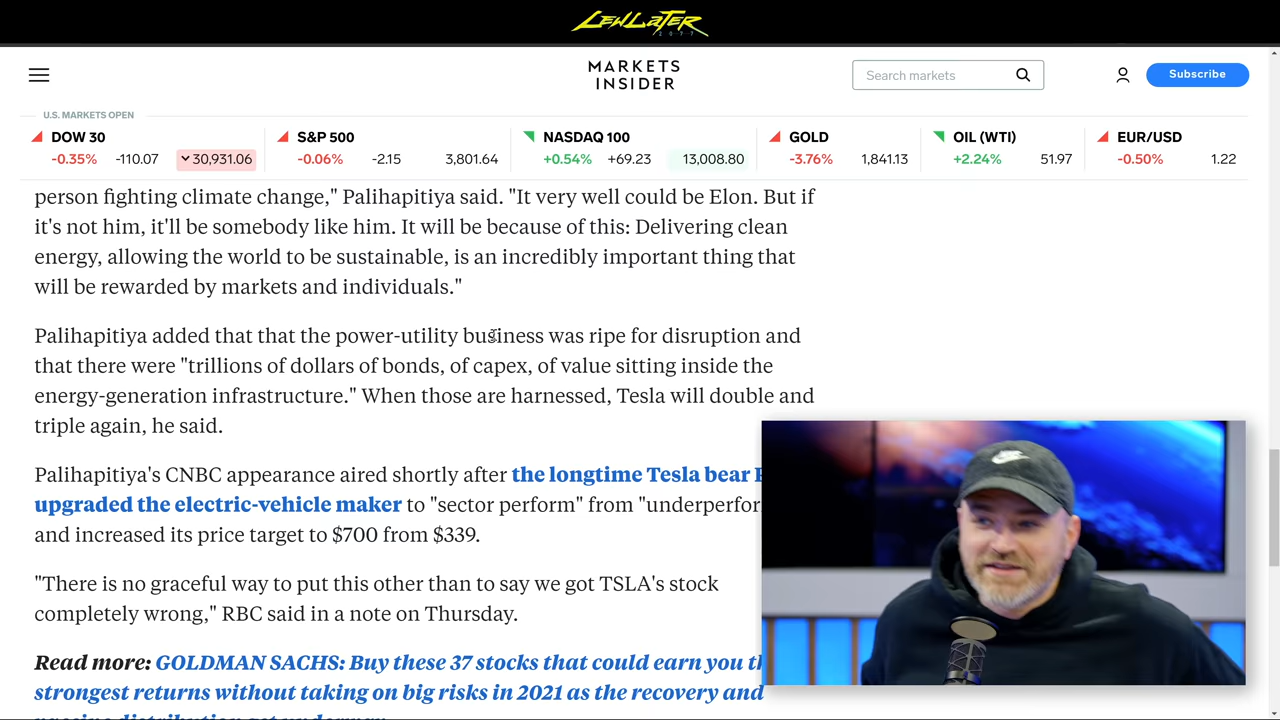 LEWLATER
2077
MARKETS
INSIDER
Search markets
Subscribe
U.S. MARKETS OPEN
DOW 30
-0.35% -110.07 30,931.06
S&P 500
-0.06% -2.15 3,801.64
NASDAQ 100
+0.54% +69.23 13,008.80
GOLD
-3.76% 1,841.13
OIL (WTI)
+2.24% 51.97
EUR/USD
-0.50% 1.22
person fighting climate change," Palihapitiya said. "It very well could be Elon. But if
it's not him, it'll be somebody like him. It will be because of this: Delivering clean
energy, allowing the world to be sustainable, is an incredibly important thing that
will be rewarded by markets and individuals."
Palihapitiya added that that the power-utility business was ripe for disruption and
that there were "trillions of dollars of bonds, of capex, of value sitting inside the
energy-generation infrastructure." When those are harnessed, Tesla will double and
triple again, he said.
Palihapitiya's CNBC appearance aired shortly after the longtime Tesla bear
upgraded the electric-vehicle maker to "sector perform" from "underperfor
and increased its price target to $700 from $339.
"There is no graceful way to put this other than to say we got TSLA's stock
completely wrong," RBC said in a note on Thursday.
Read more: GOLDMAN SACHS: Buy these 37 stocks that could earn you th
strongest returns without taking on big risks in 2021 as the recovery and